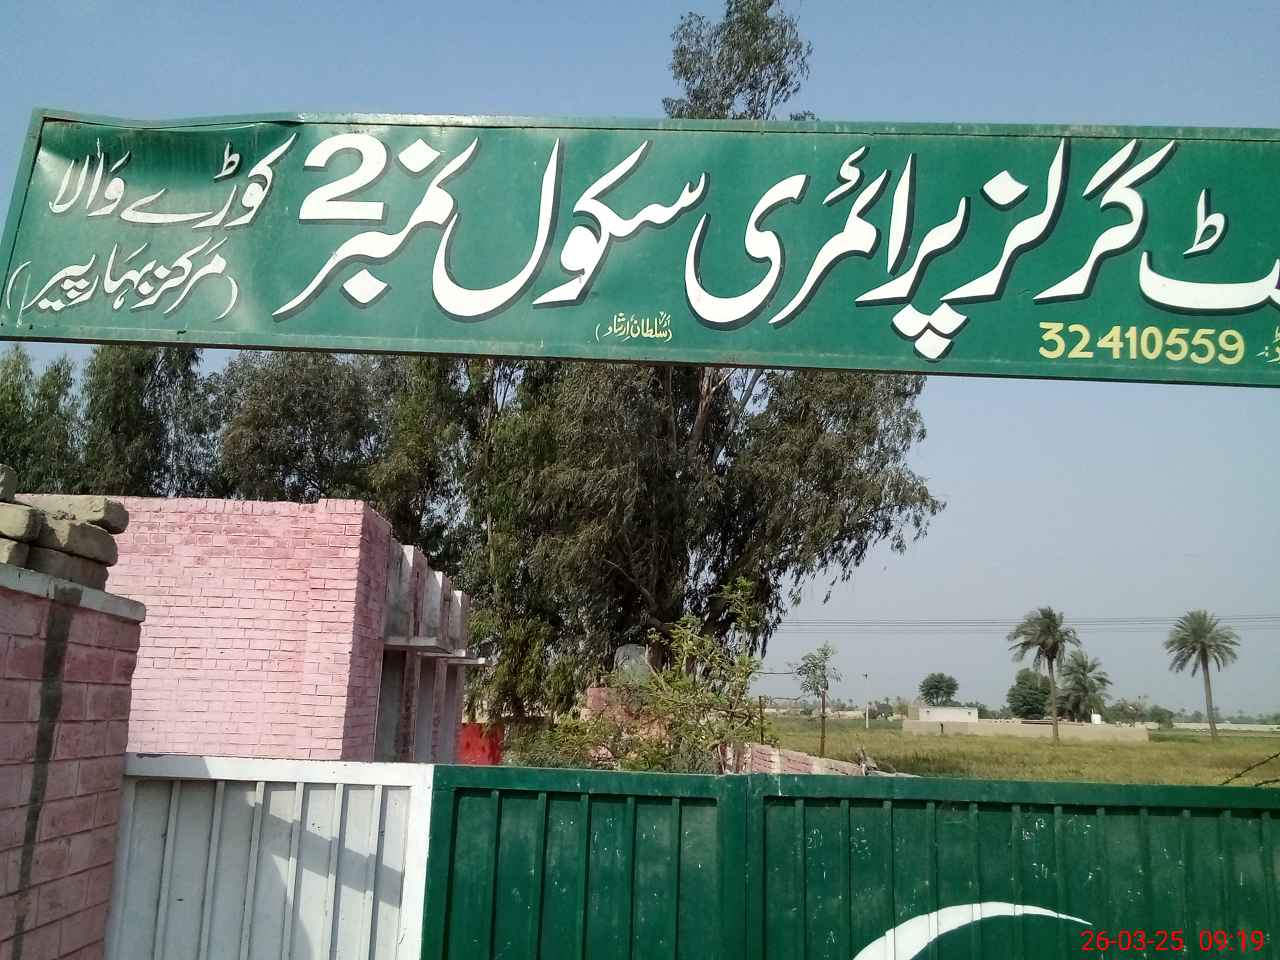 گرلز پرائمری سکول نمبر 2 کوڑے والا
(مرکز بہار پیر)
32410559
(سلطان ارشاد)
26-03-25 09:19